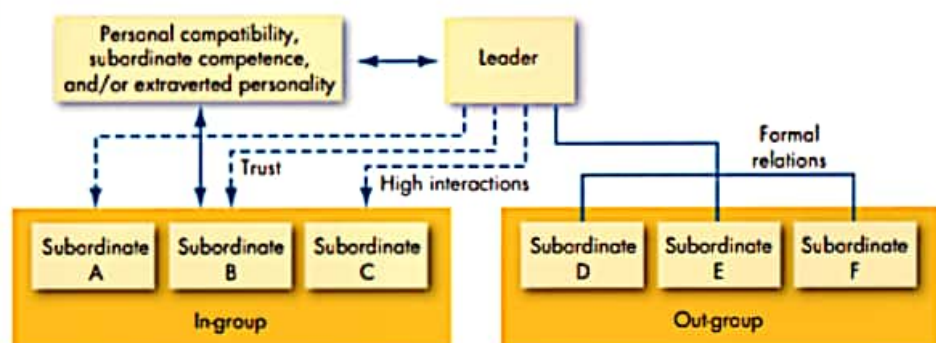 Personal compatibility,
subordinate competence,
and/or extraverted personality
Leader
Formal
relations
Trust
High interactions
Subordinate
A
Subordinate
B
Subordinate
C
In-group
Subordinate
D
Subordinate
E
Subordinate
F
Out-group